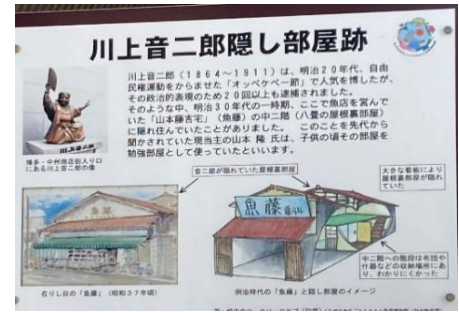 川上音二郎隠し部屋跡
川上音二郎(1864〜1911)は、明治20年代、自由
民権運動をからませた「オッペケペー節」で人気を博したが、
その政治的表現のため20回以上も逮捕されました。
そのような中、明治30年代の一時期、ここで魚店を営んで
いた「山本藤吉宅」(魚藤)の中二階(八畳の屋根裏部屋)
に隠れ住んでいたことがありました。 このことを先代から
聞かされていた現当主の山本 隆 氏は、子供の頃その部屋を
勉強部屋として使っていたといいます。
博多・中州商店街入り口
にある川上音二郎の像
音二郎が隠れていた屋根裏部屋
大きな看板により
屋根裏部屋が隠れ
ていた
魚藤
中二階への階段は布団や
什器などの収納場所にあ
り、わかりにくかった
在りし日の「魚藤」(昭和37年頃)
明治時代の「魚藤」と隠し部屋のイメージ